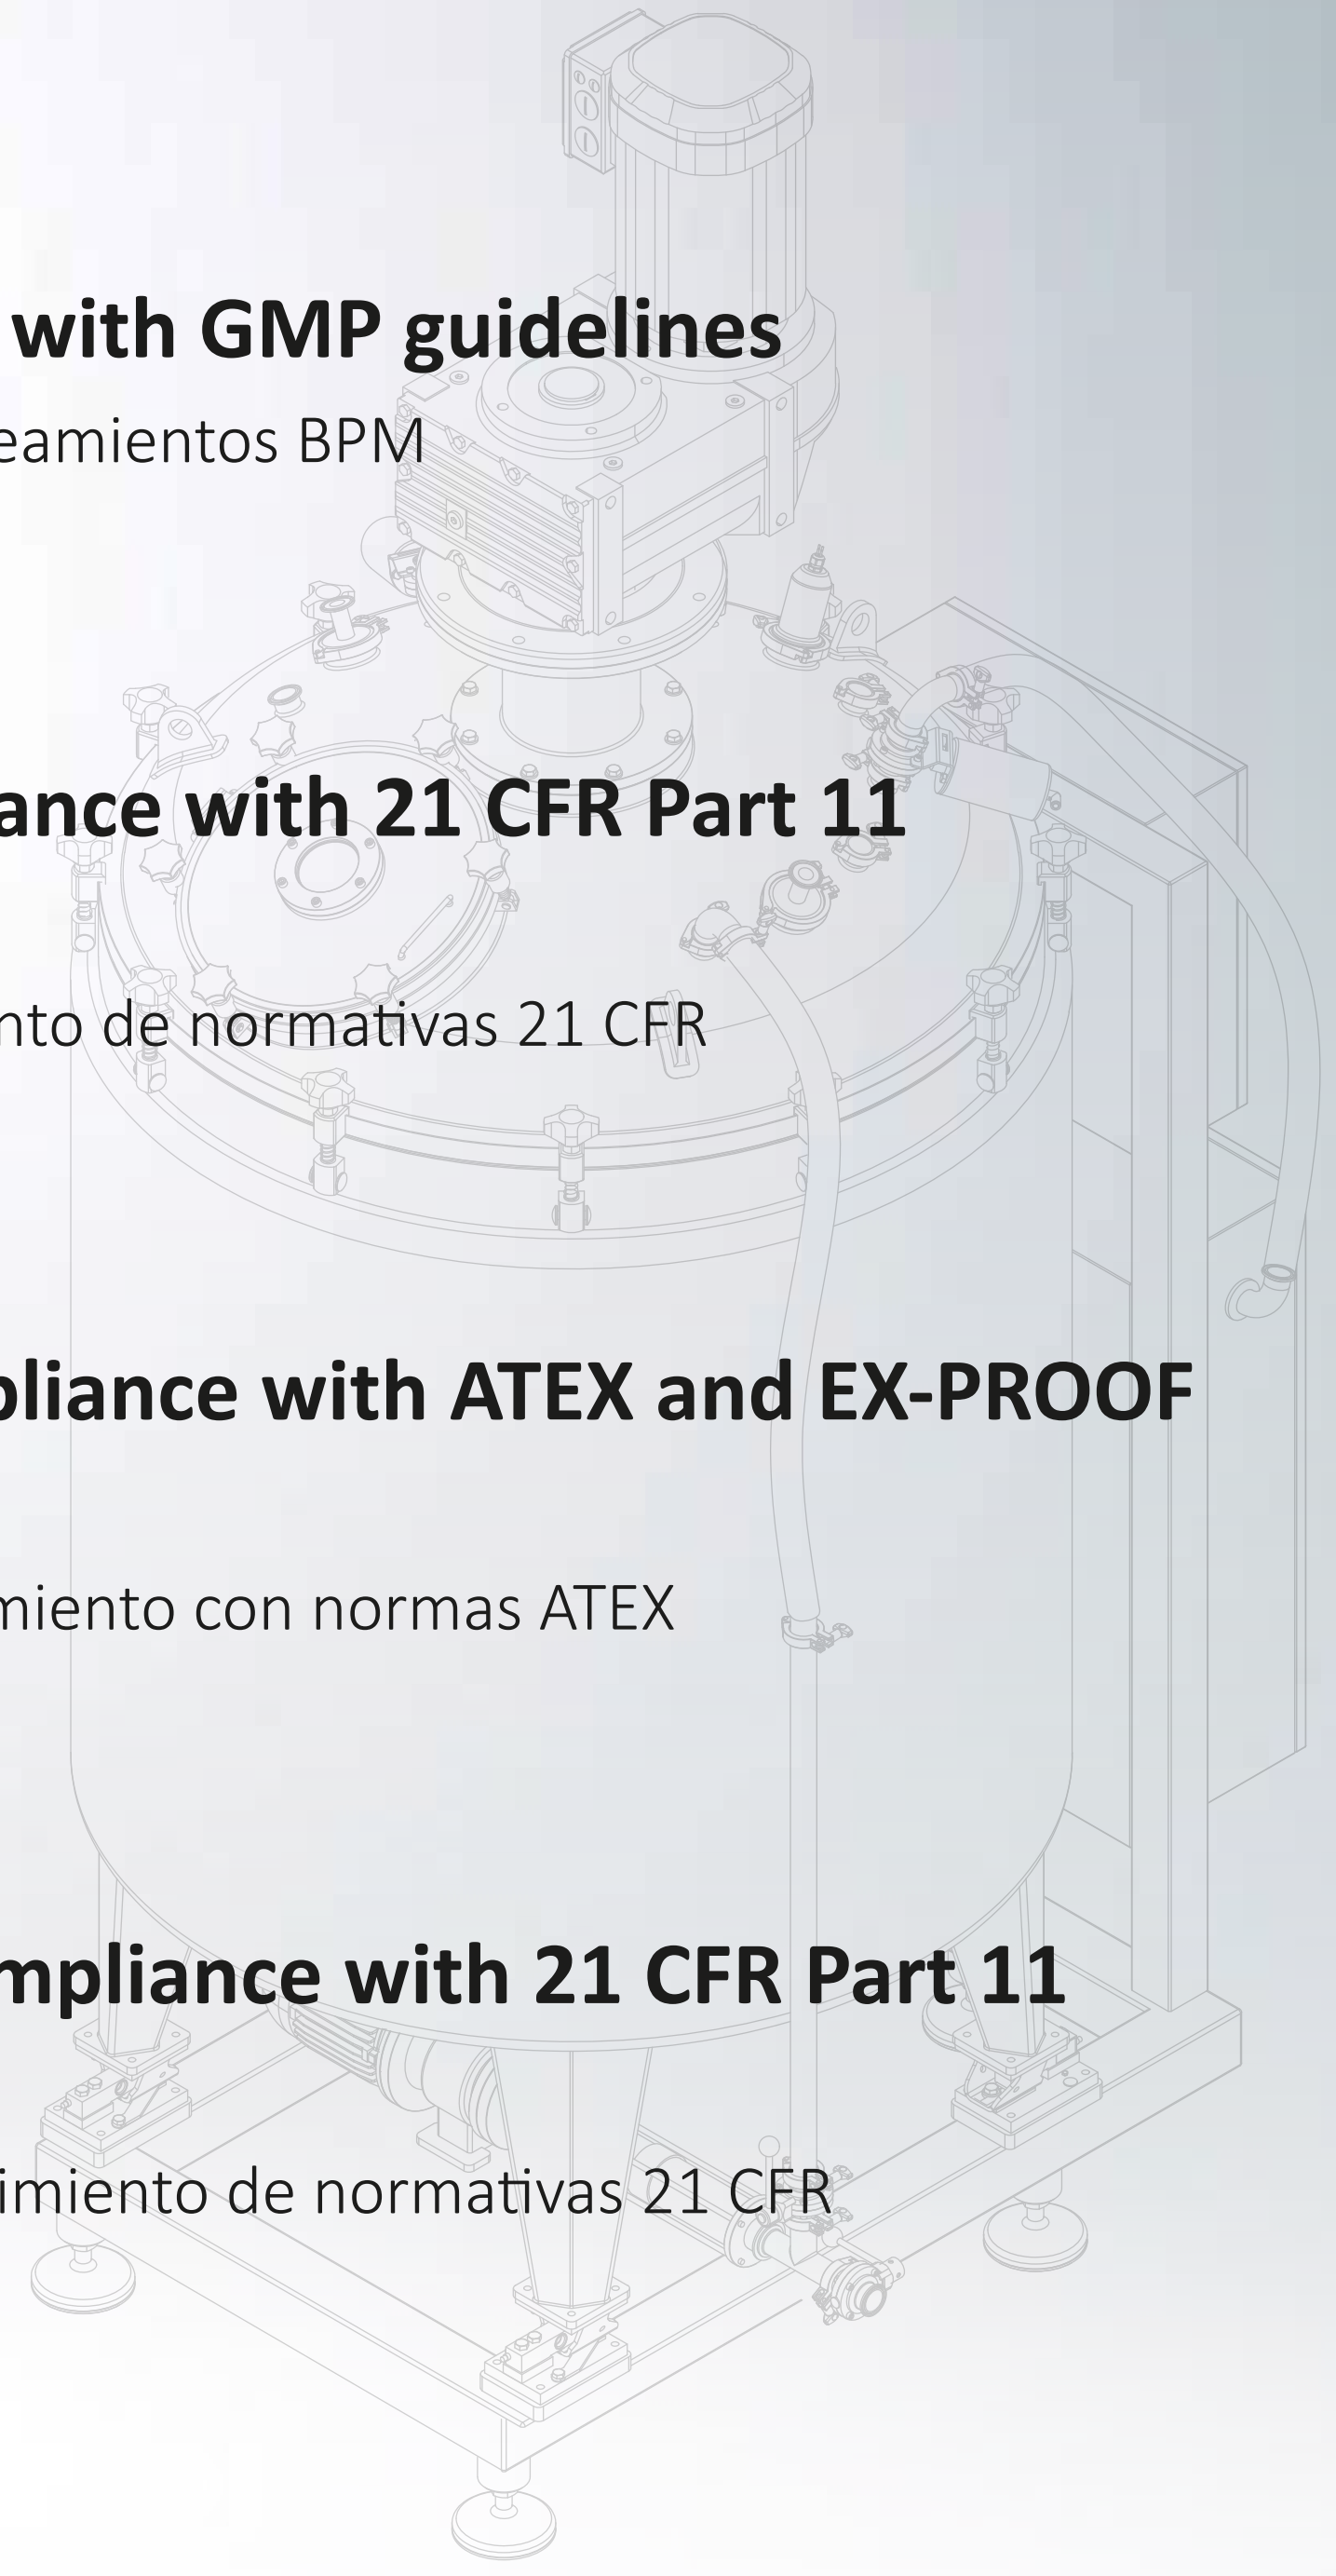 with GMP guidelines
eamientos BPM
ance with 21 CFR Part 11
nto de normativas 21 CFR
pliance with ATEX and EX-PROOF
miento con normas ATEX
mpliance with 21 CFR Part 11
imiento de normativas 21 CFR